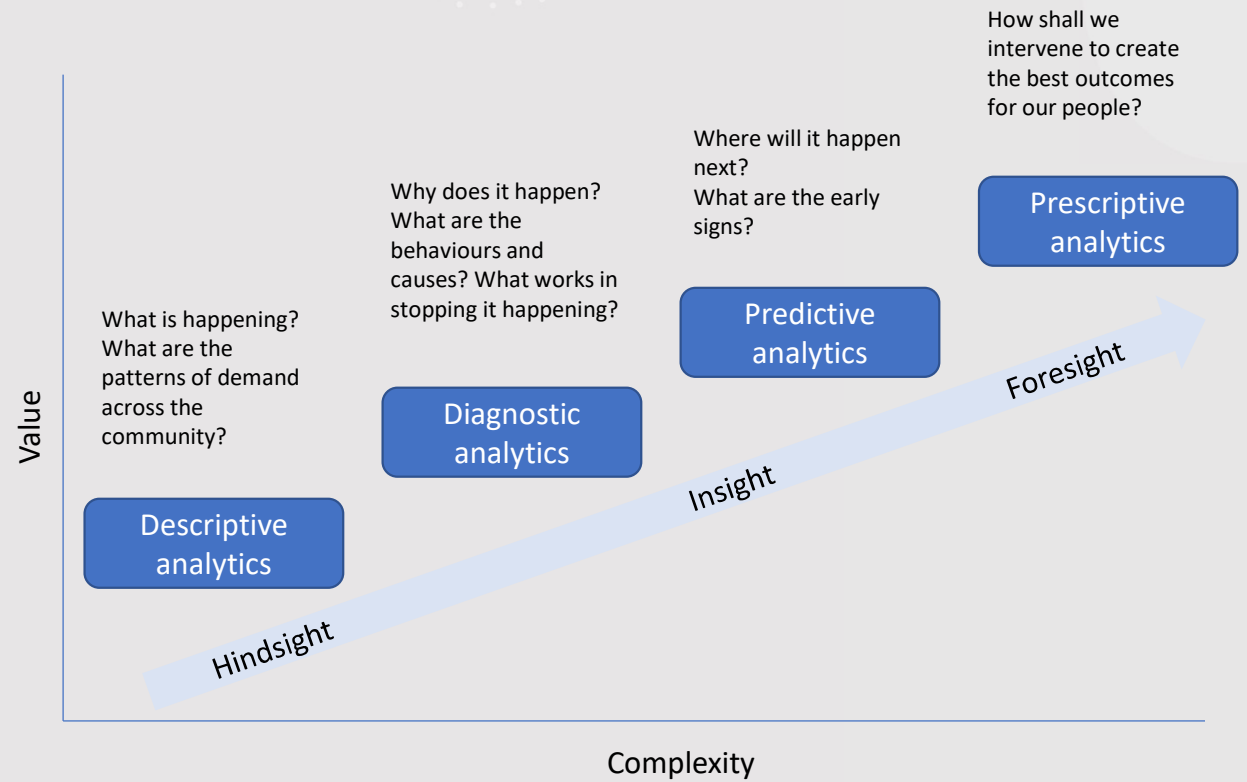 How shall we
intervene to create
the best outcomes
for our people?
Where will it happen
next?
What are the early
signs?
Why does it happen?
What are the
behaviours and
causes? What works in
stopping it happening?
What is happening?
What are the
patterns of demand
across the
community?
Prescriptive
analytics
Predictive
analytics
Diagnostic
analytics
Descriptive
analytics
Hindsight
Insight
Foresight
Value
Complexity